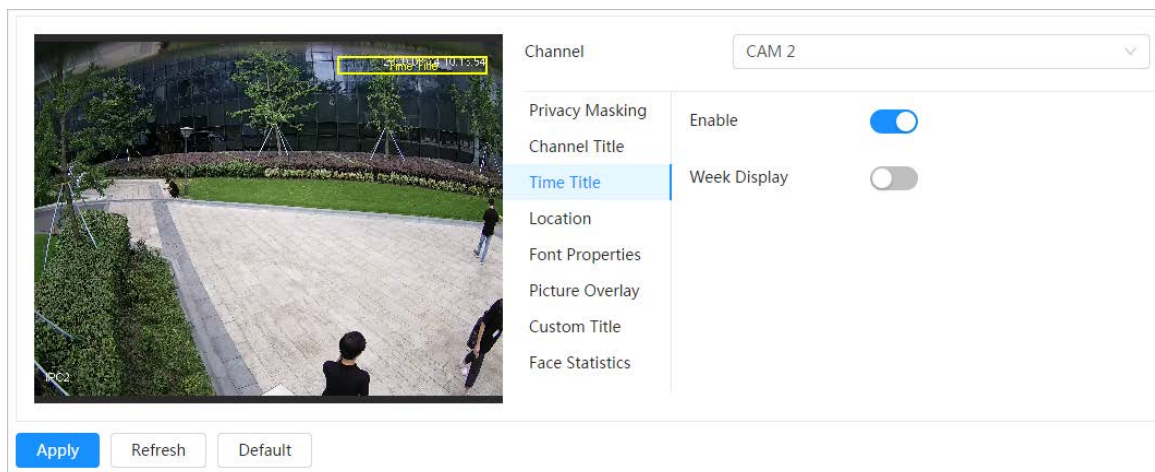 Channel
CAM 2
Time Title
Privacy Masking
Enable
Channel Title
Time Title
Week Display
Location
Font Properties
Picture Overlay
Custom Title
Face Statistics
IPC2
Apply
Refresh
Default